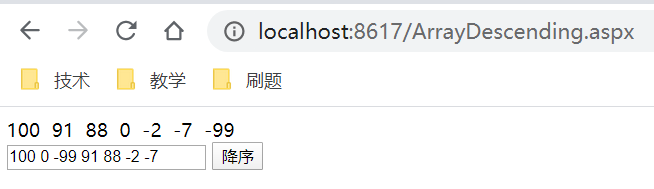 localhost:8617/ArrayDescending.aspx
技术 教学 刷题
100 91 88 0 -2 -7 -99
100 0 -99 91 88 -2 -7 降序